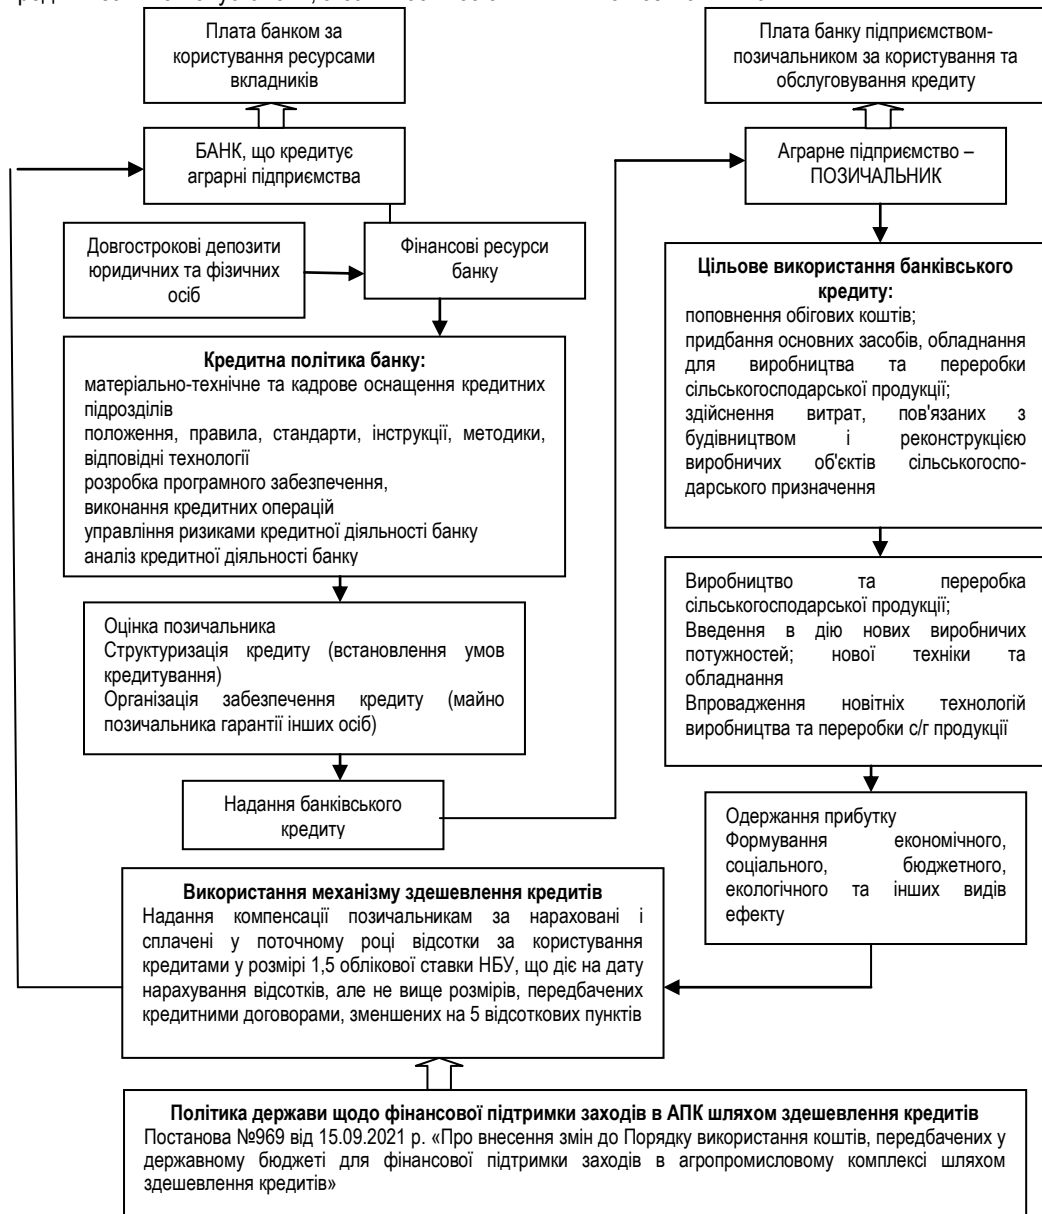 Плата банком за
користування ресурсами
вкладників
Плата банку підприємством-
позичальником за користування та
обслуговування кредиту
БАНК, що кредитує
аграрні підприємства
Аграрне підприємство –
ПОЗИЧАЛЬНИК
Довгострокові депозити
юридичних та фізичних
осіб
Фінансові ресурси
банку
Цільове використання банківського
кредиту:
поповнення обігових коштів;
придбання основних засобів, обладнання
для виробництва та переробки
сільськогосподарської продукції;
здійснення витрат, пов'язаних з
будівництвом і реконструкцією
виробничих об'єктів сільськогоспо-
дарського призначення
Кредитна політика банку:
матеріально-технічне та кадрове оснащення кредитних
підрозділів
положення, правила, стандарти, інструкції, методики,
відповідні технології
розробка програмного забезпечення,
виконання кредитних операцій
управління ризиками кредитної діяльності банку
аналіз кредитної діяльності банку
Виробництво та переробка
сільськогосподарської продукції;
Введення в дію нових виробничих
потужностей; нової техніки та
обладнання
Впровадження новітніх технологій
виробництва та переробки с/г продукції
Оцінка позичальника
Структуризація кредиту (встановлення умов
кредитування)
Організація забезпечення кредиту (майно
позичальника гарантії інших осіб)
Надання банківського
кредиту
Одержання прибутку
Формування економічного,
соціального, бюджетного,
екологічного та інших видів
ефекту
Використання механізму здешевлення кредитів
Надання компенсації позичальникам за нараховані і
сплачені у поточному році відсотки за користування
кредитами у розмірі 1,5 облікової ставки НБУ, що діє на дату
нарахування відсотків, але не вище розмірів, передбачених
кредитними договорами, зменшених на 5 відсоткових пунктів
Політика держави щодо фінансової підтримки заходів в АПК шляхом здешевлення кредитів
Постанова №969 від 15.09.2021 р. «Про внесення змін до Порядку використання коштів, передбачених у
державному бюджеті для фінансової підтримки заходів в агропромисловому комплексі шляхом
здешевлення кредитів»